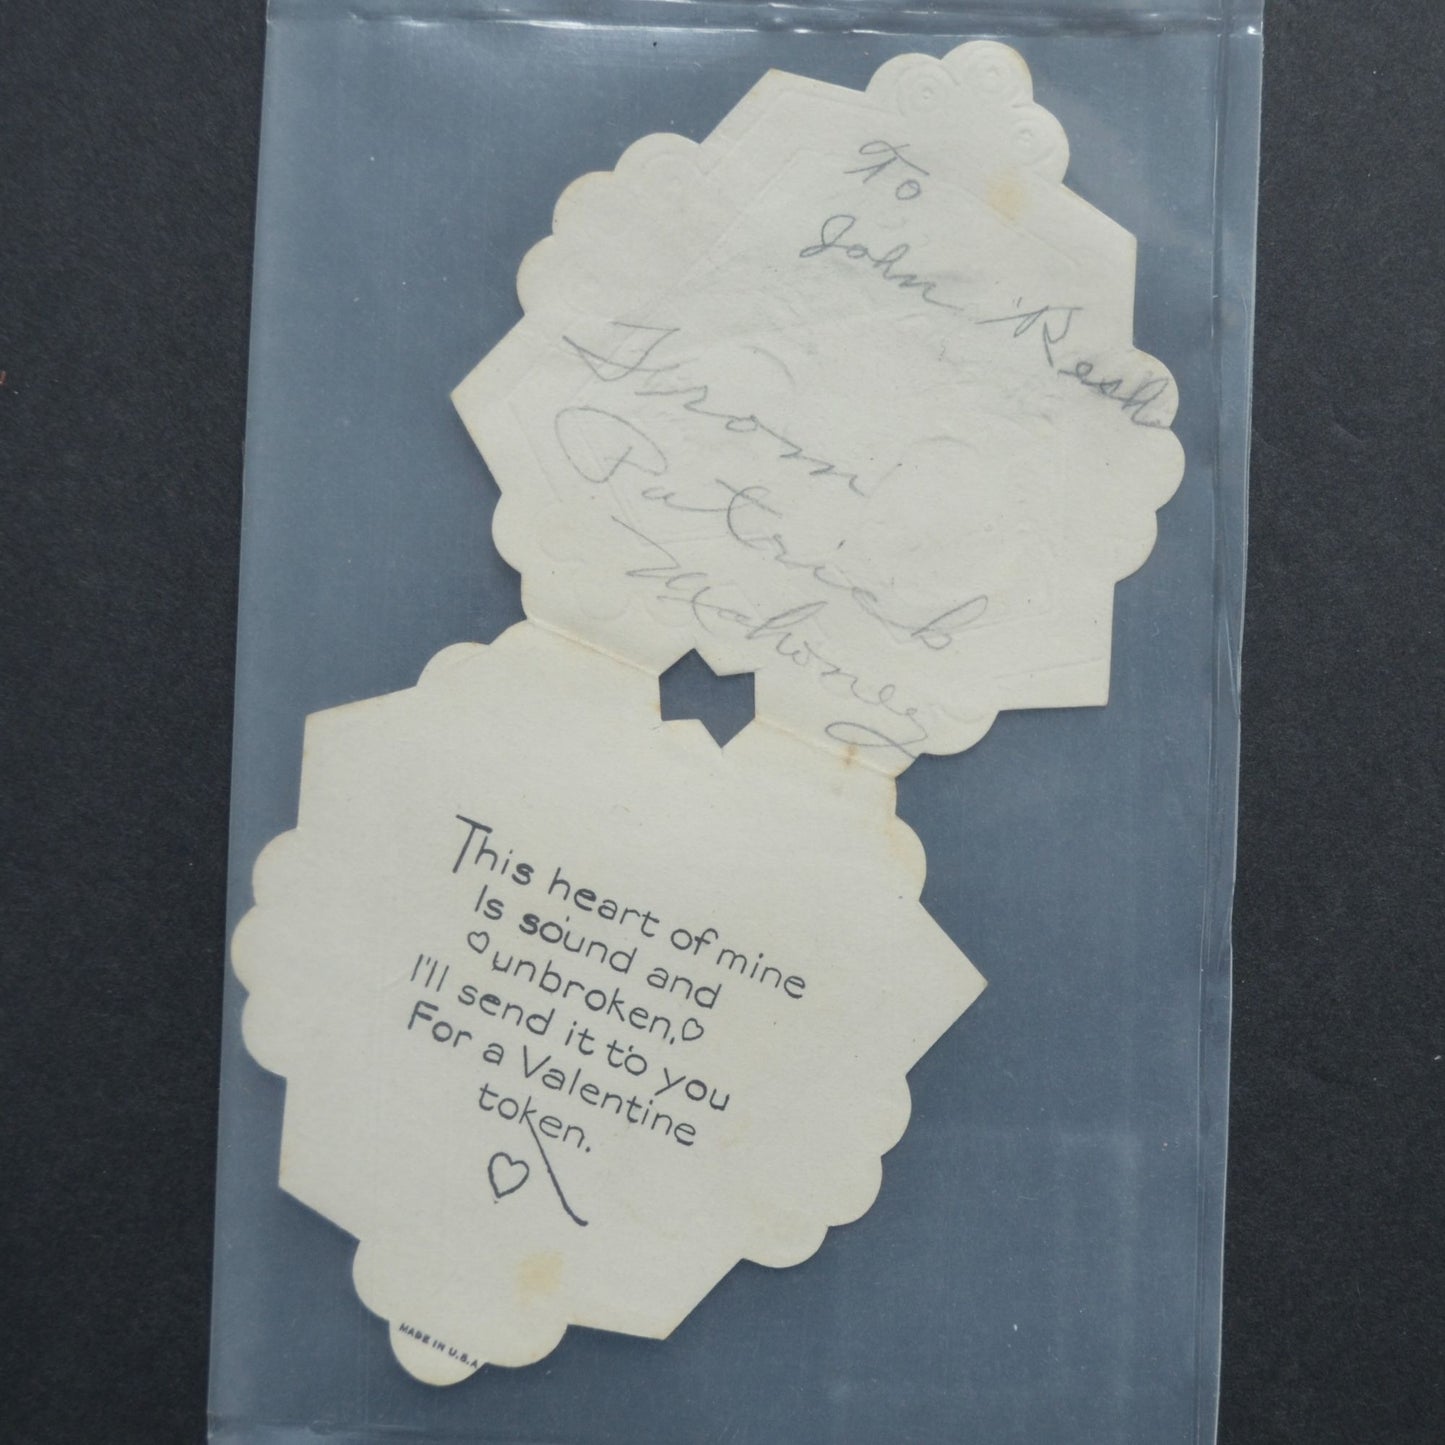 To
John Resh
From
Patrick
Mahoney
This heart of mine
Is sound and
unbroken,
I'll send it to you
For a Valentine
token.
MADE IN U.S.A